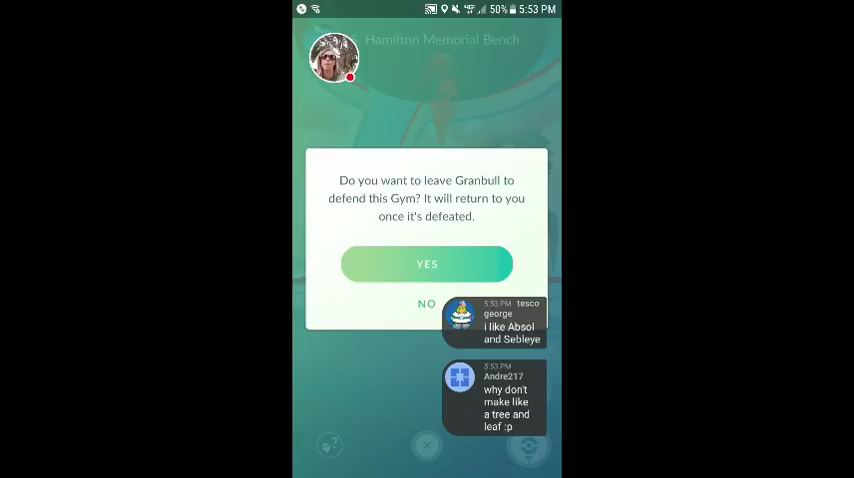 50% 5:53 PM
E. Hamilton Memorial Bench
Do you want to leave Granbull to
defend this Gym? It will return to you
once it's defeated.
YES
NO
5:53 PM tesco
george
i like Absol
and Sebleye
5:53 PM
Andre217
why don't
make like
a tree and
leaf :p